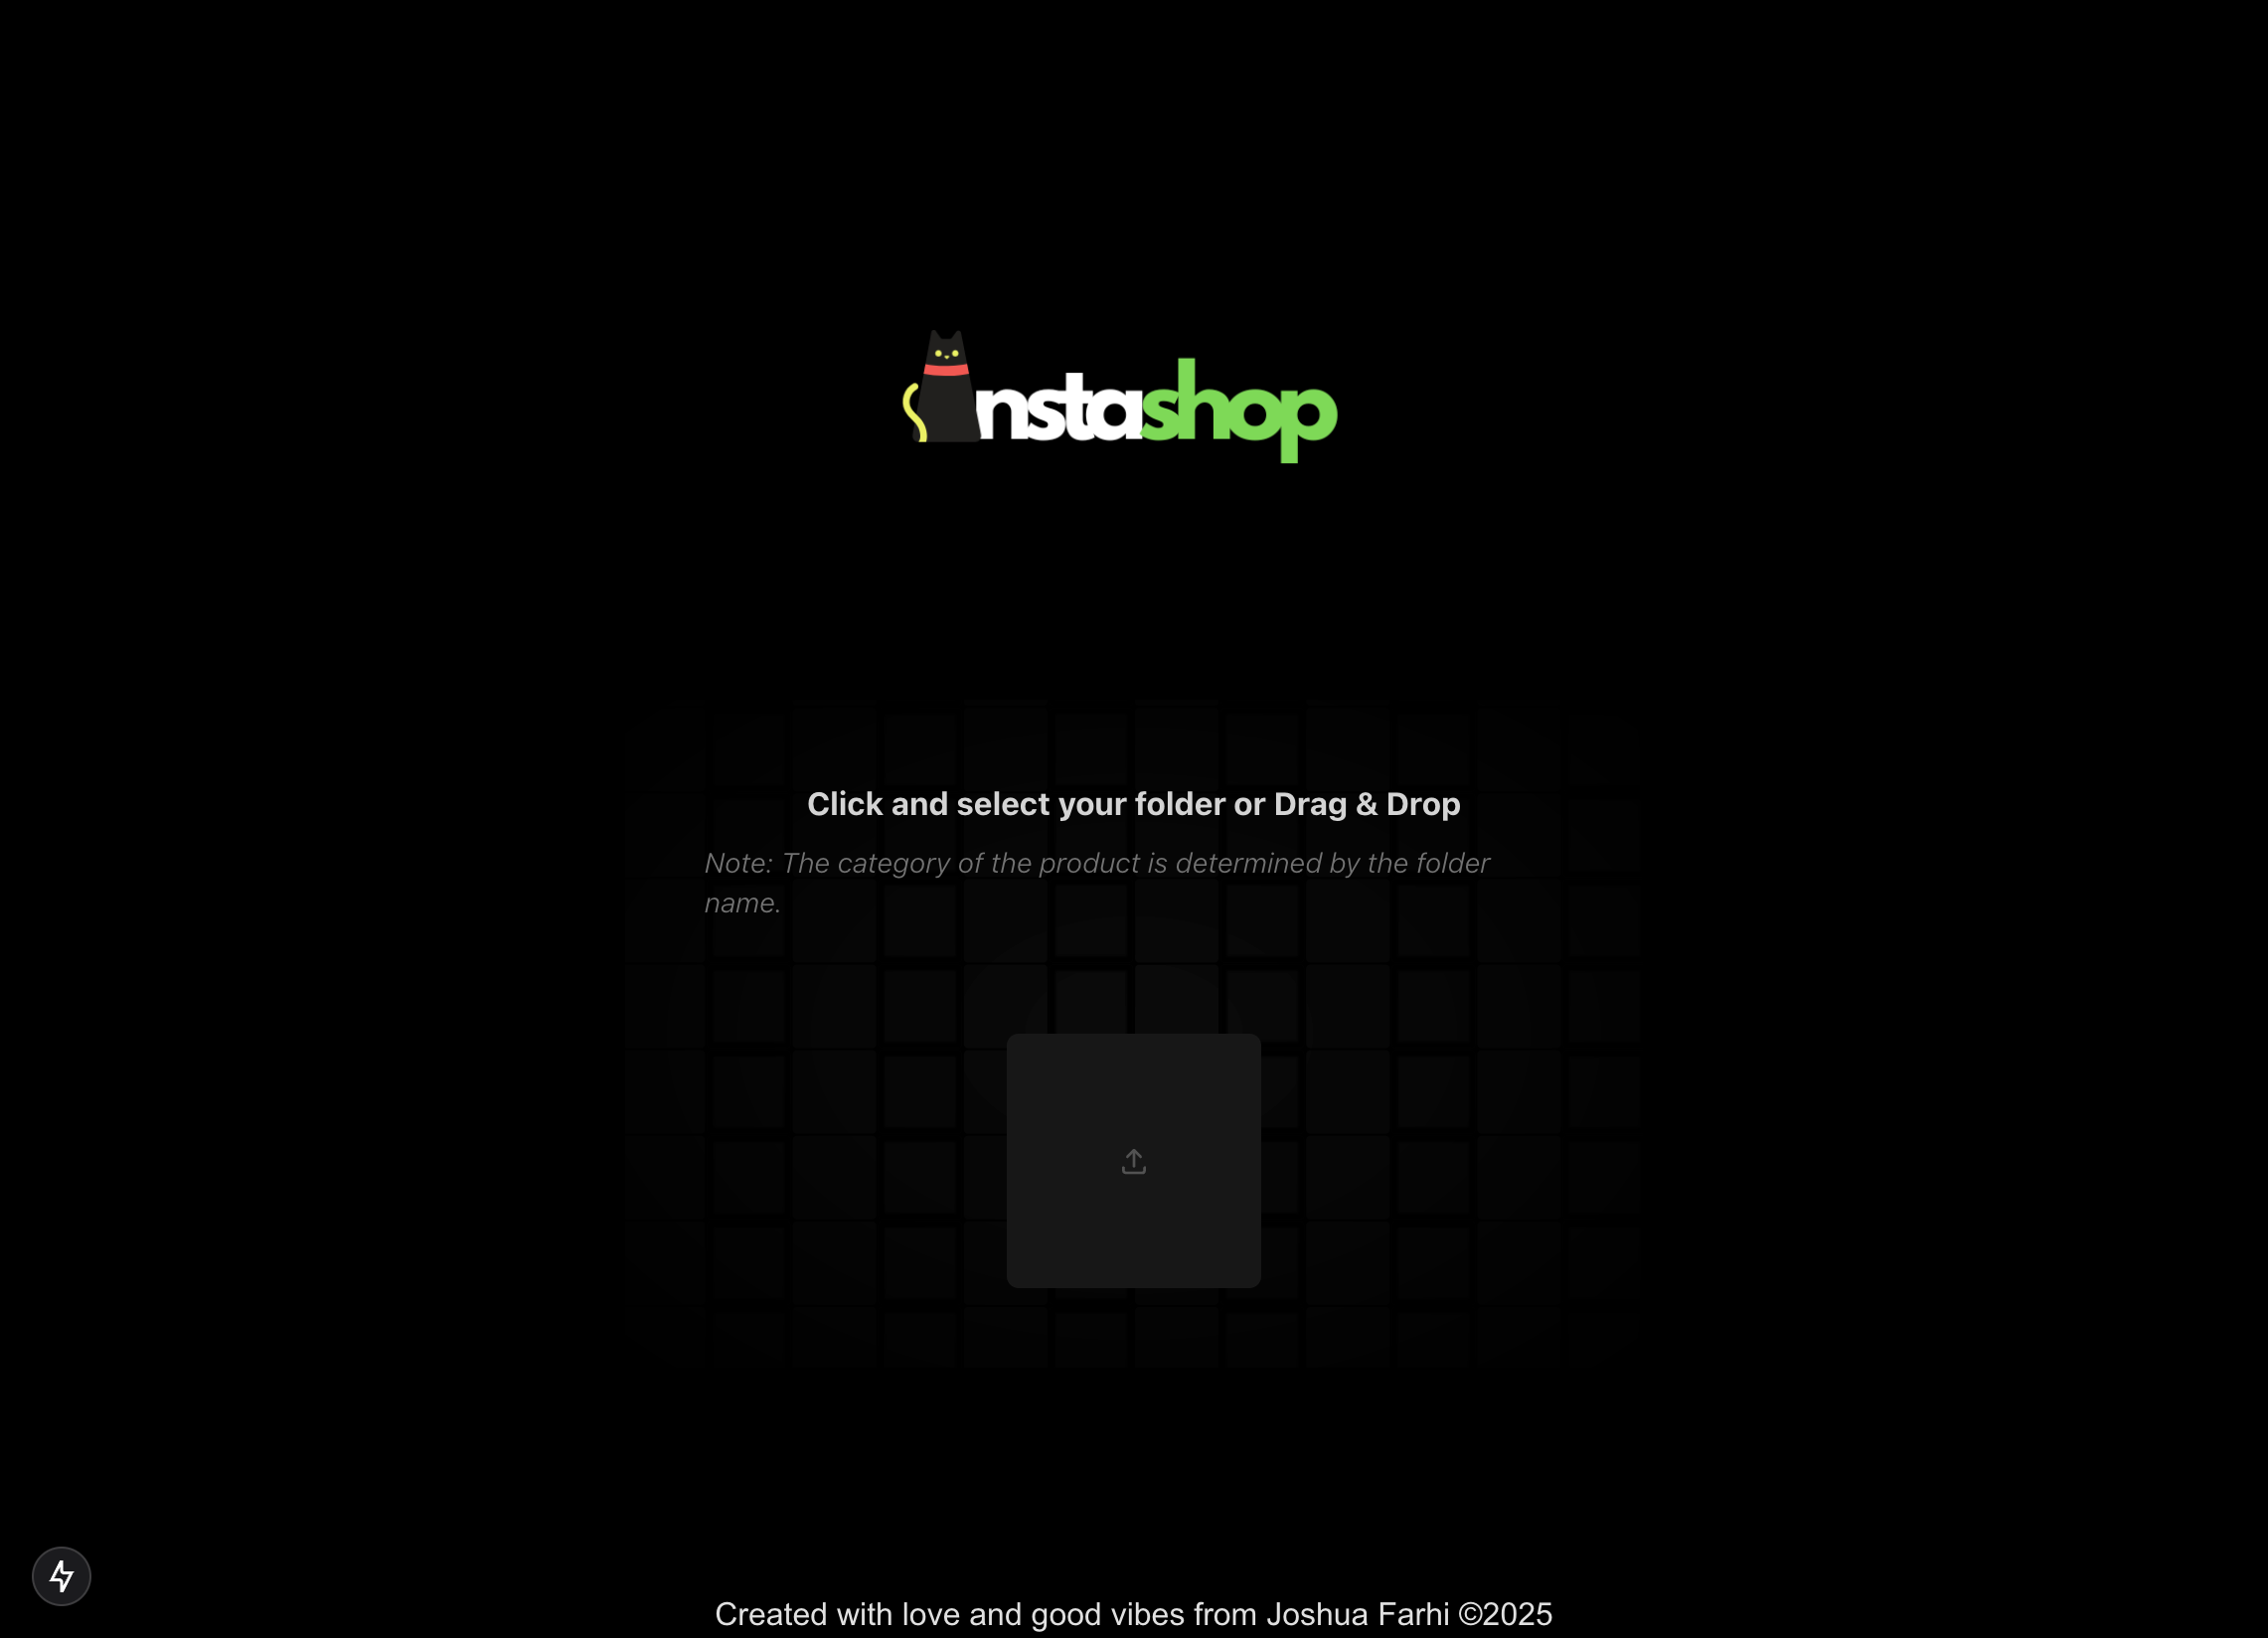 nstashop
Click and select your folder or Drag & Drop
Note: The category of the product is determined by the folder
name.
Created with love and good vibes from Joshua Farhi ©2025